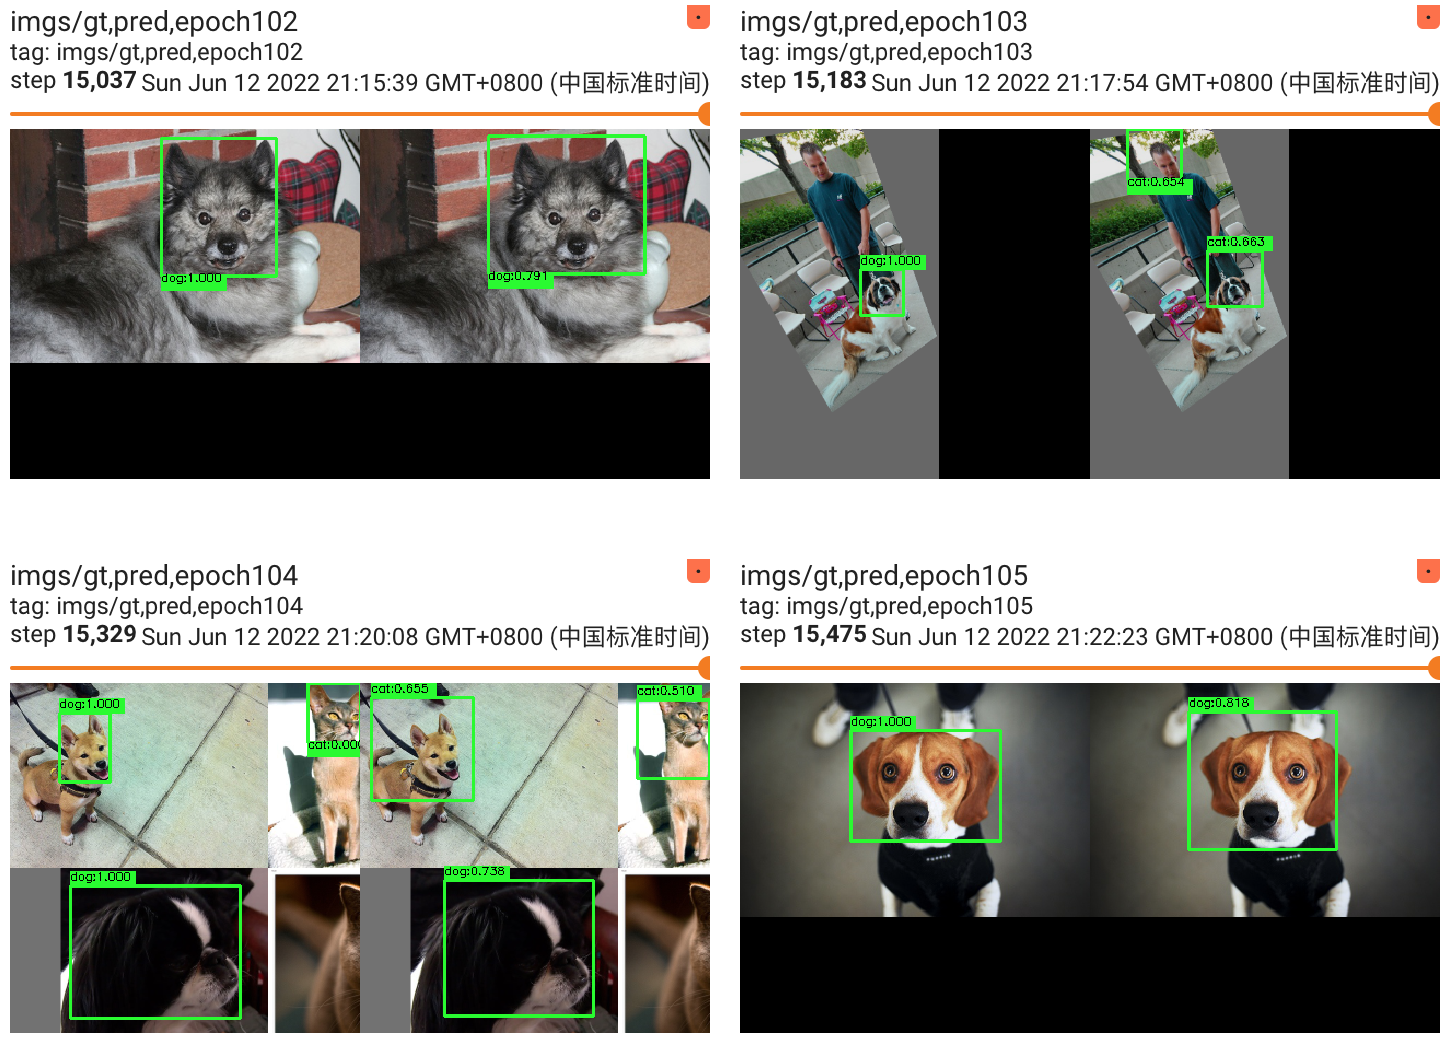 imgs/gt,pred,epoch102
tag: imgs/gt,pred,epoch102
step 15,037 Sun Jun 12 2022 21:15:39 GMT+0800 (中国标准时间)
dog:1.000
dog:0.791
imgs/gt,pred,epoch103
tag: imgs/gt,pred,epoch103
step 15,183 Sun Jun 12 2022 21:17:54 GMT+0800 (中国标准时间)
cat:0.654
cat:0.663
dog:1.000
imgs/gt,pred,epoch104
tag: imgs/gt,pred,epoch104
step 15,329 Sun Jun 12 2022 21:20:08 GMT+0800 (中国标准时间)
dog:1.000
cat:0.000
cat:0.655
cat:0.510
dog:1.000
dog:0.738
imgs/gt,pred,epoch105
tag: imgs/gt,pred,epoch105
step 15,475 Sun Jun 12 2022 21:22:23 GMT+0800 (中国标准时间)
dog:1.000
dog:0.818